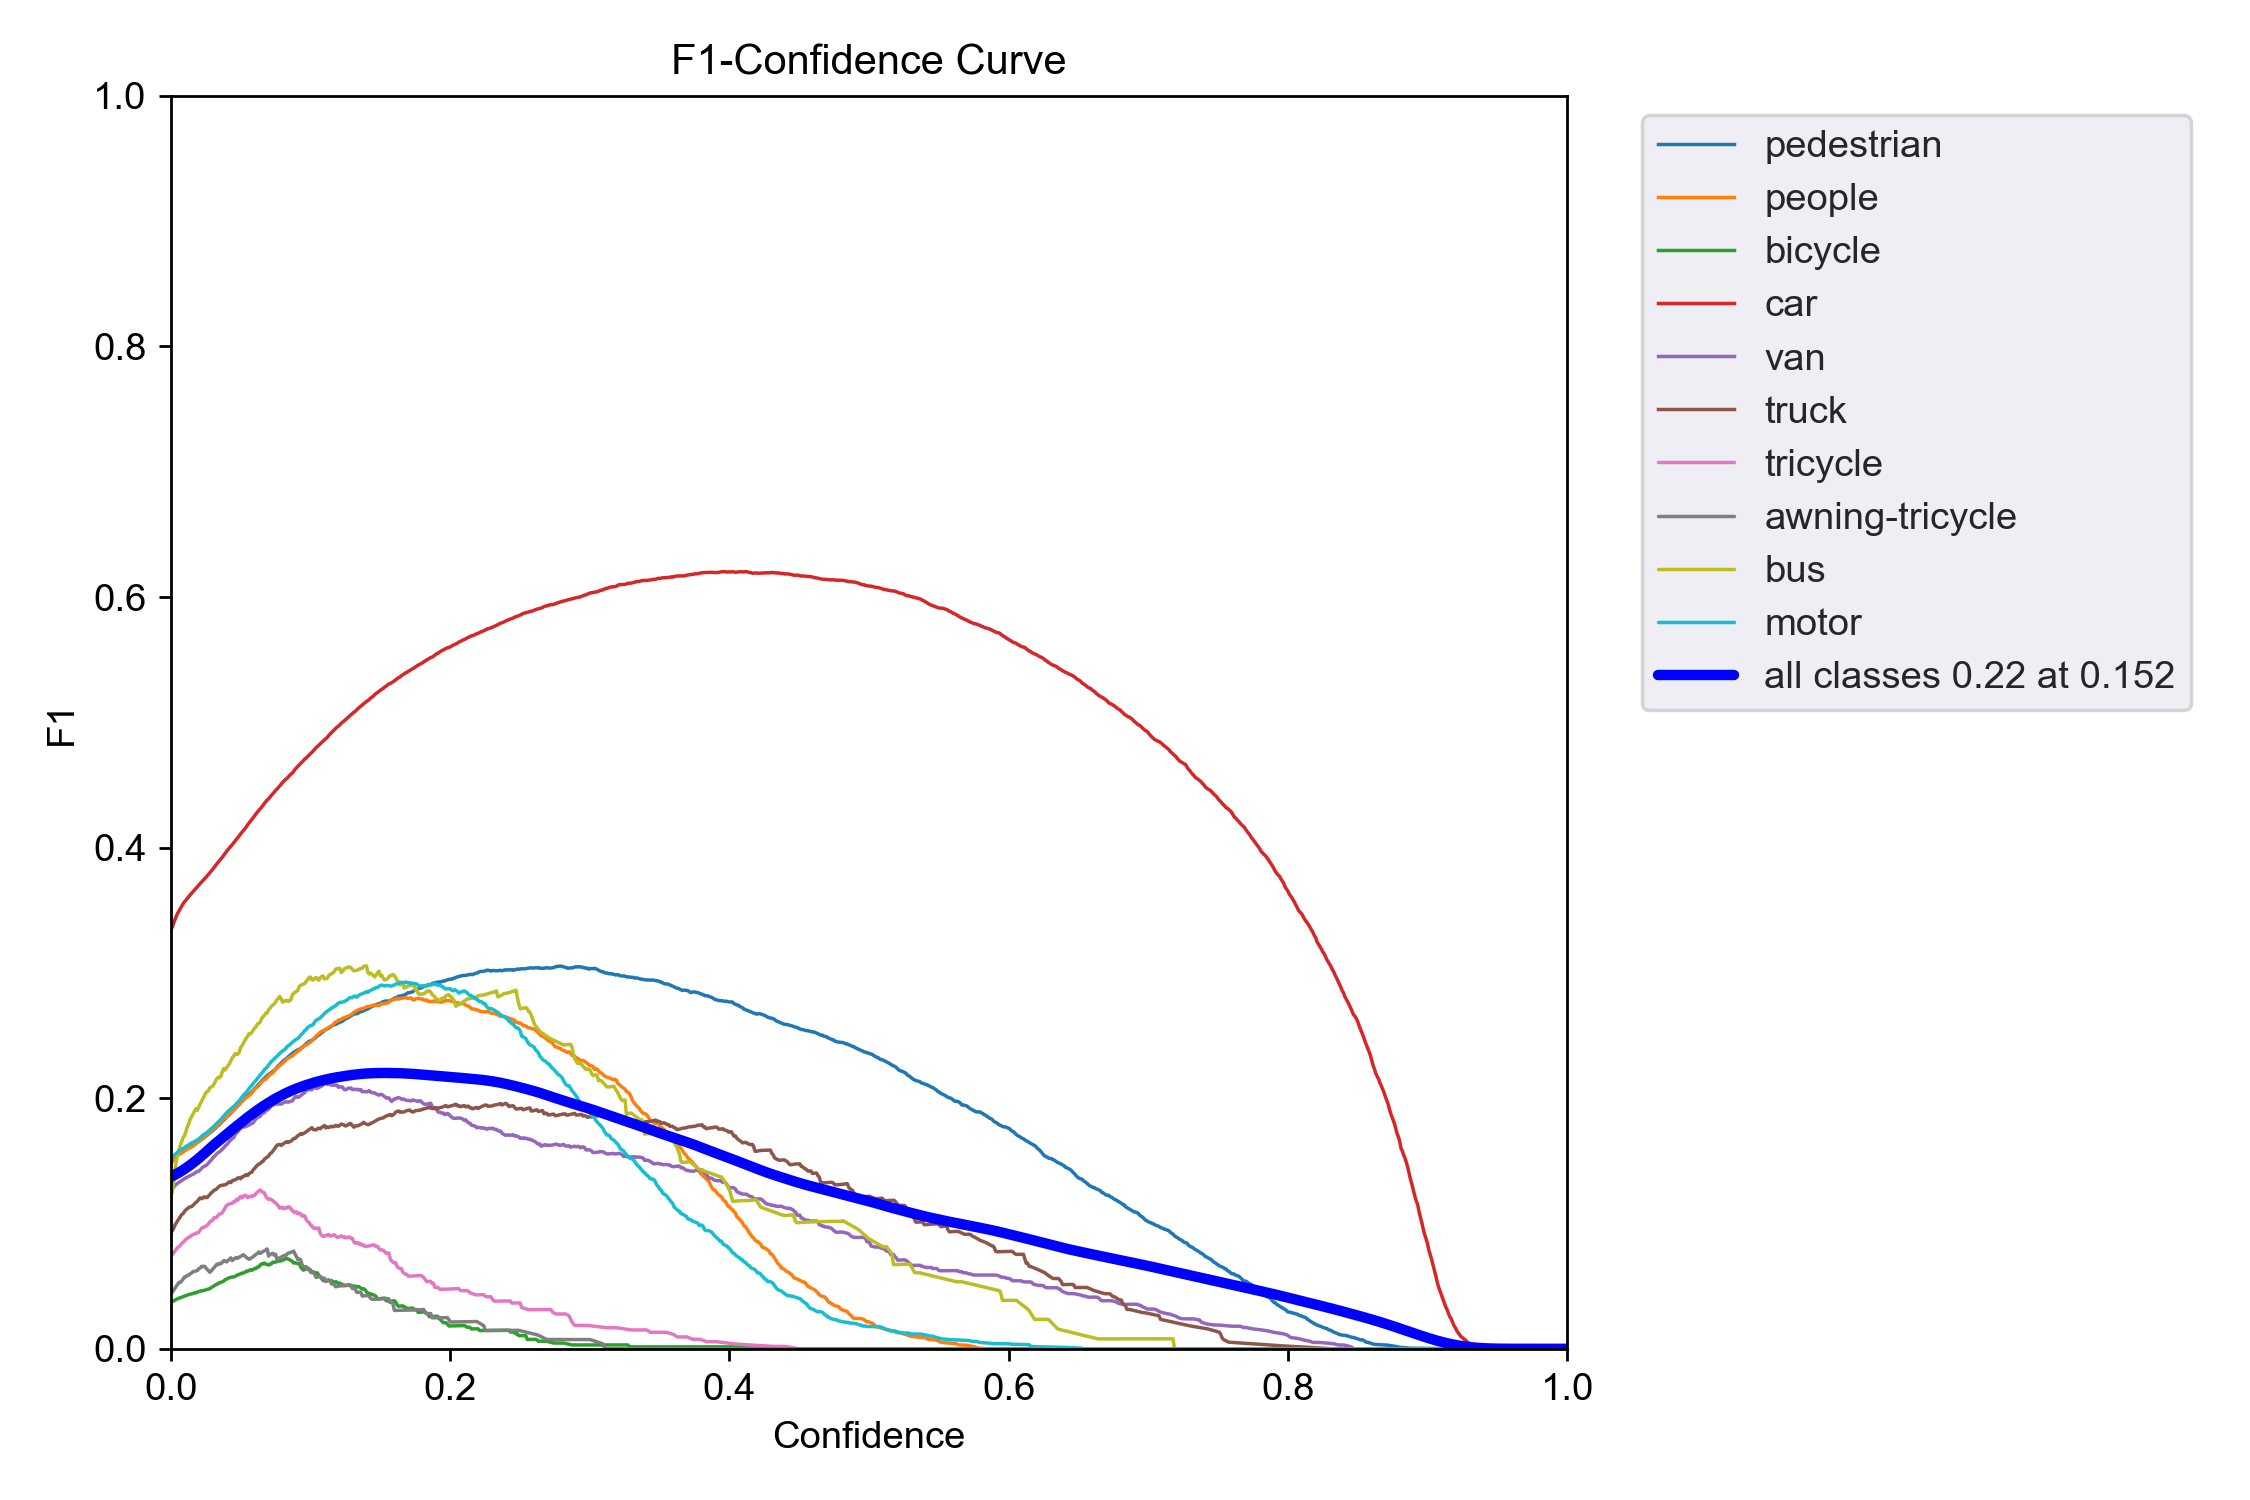 F1-Confidence Curve
1.0
0.8
0.6
0.4
0.2
0.0
F1
0.0 0.2 0.4 0.6 0.8 1.0
Confidence
pedestrian
people
bicycle
car
van
truck
tricycle
awning-tricycle
bus
motor
all classes 0.22 at 0.152